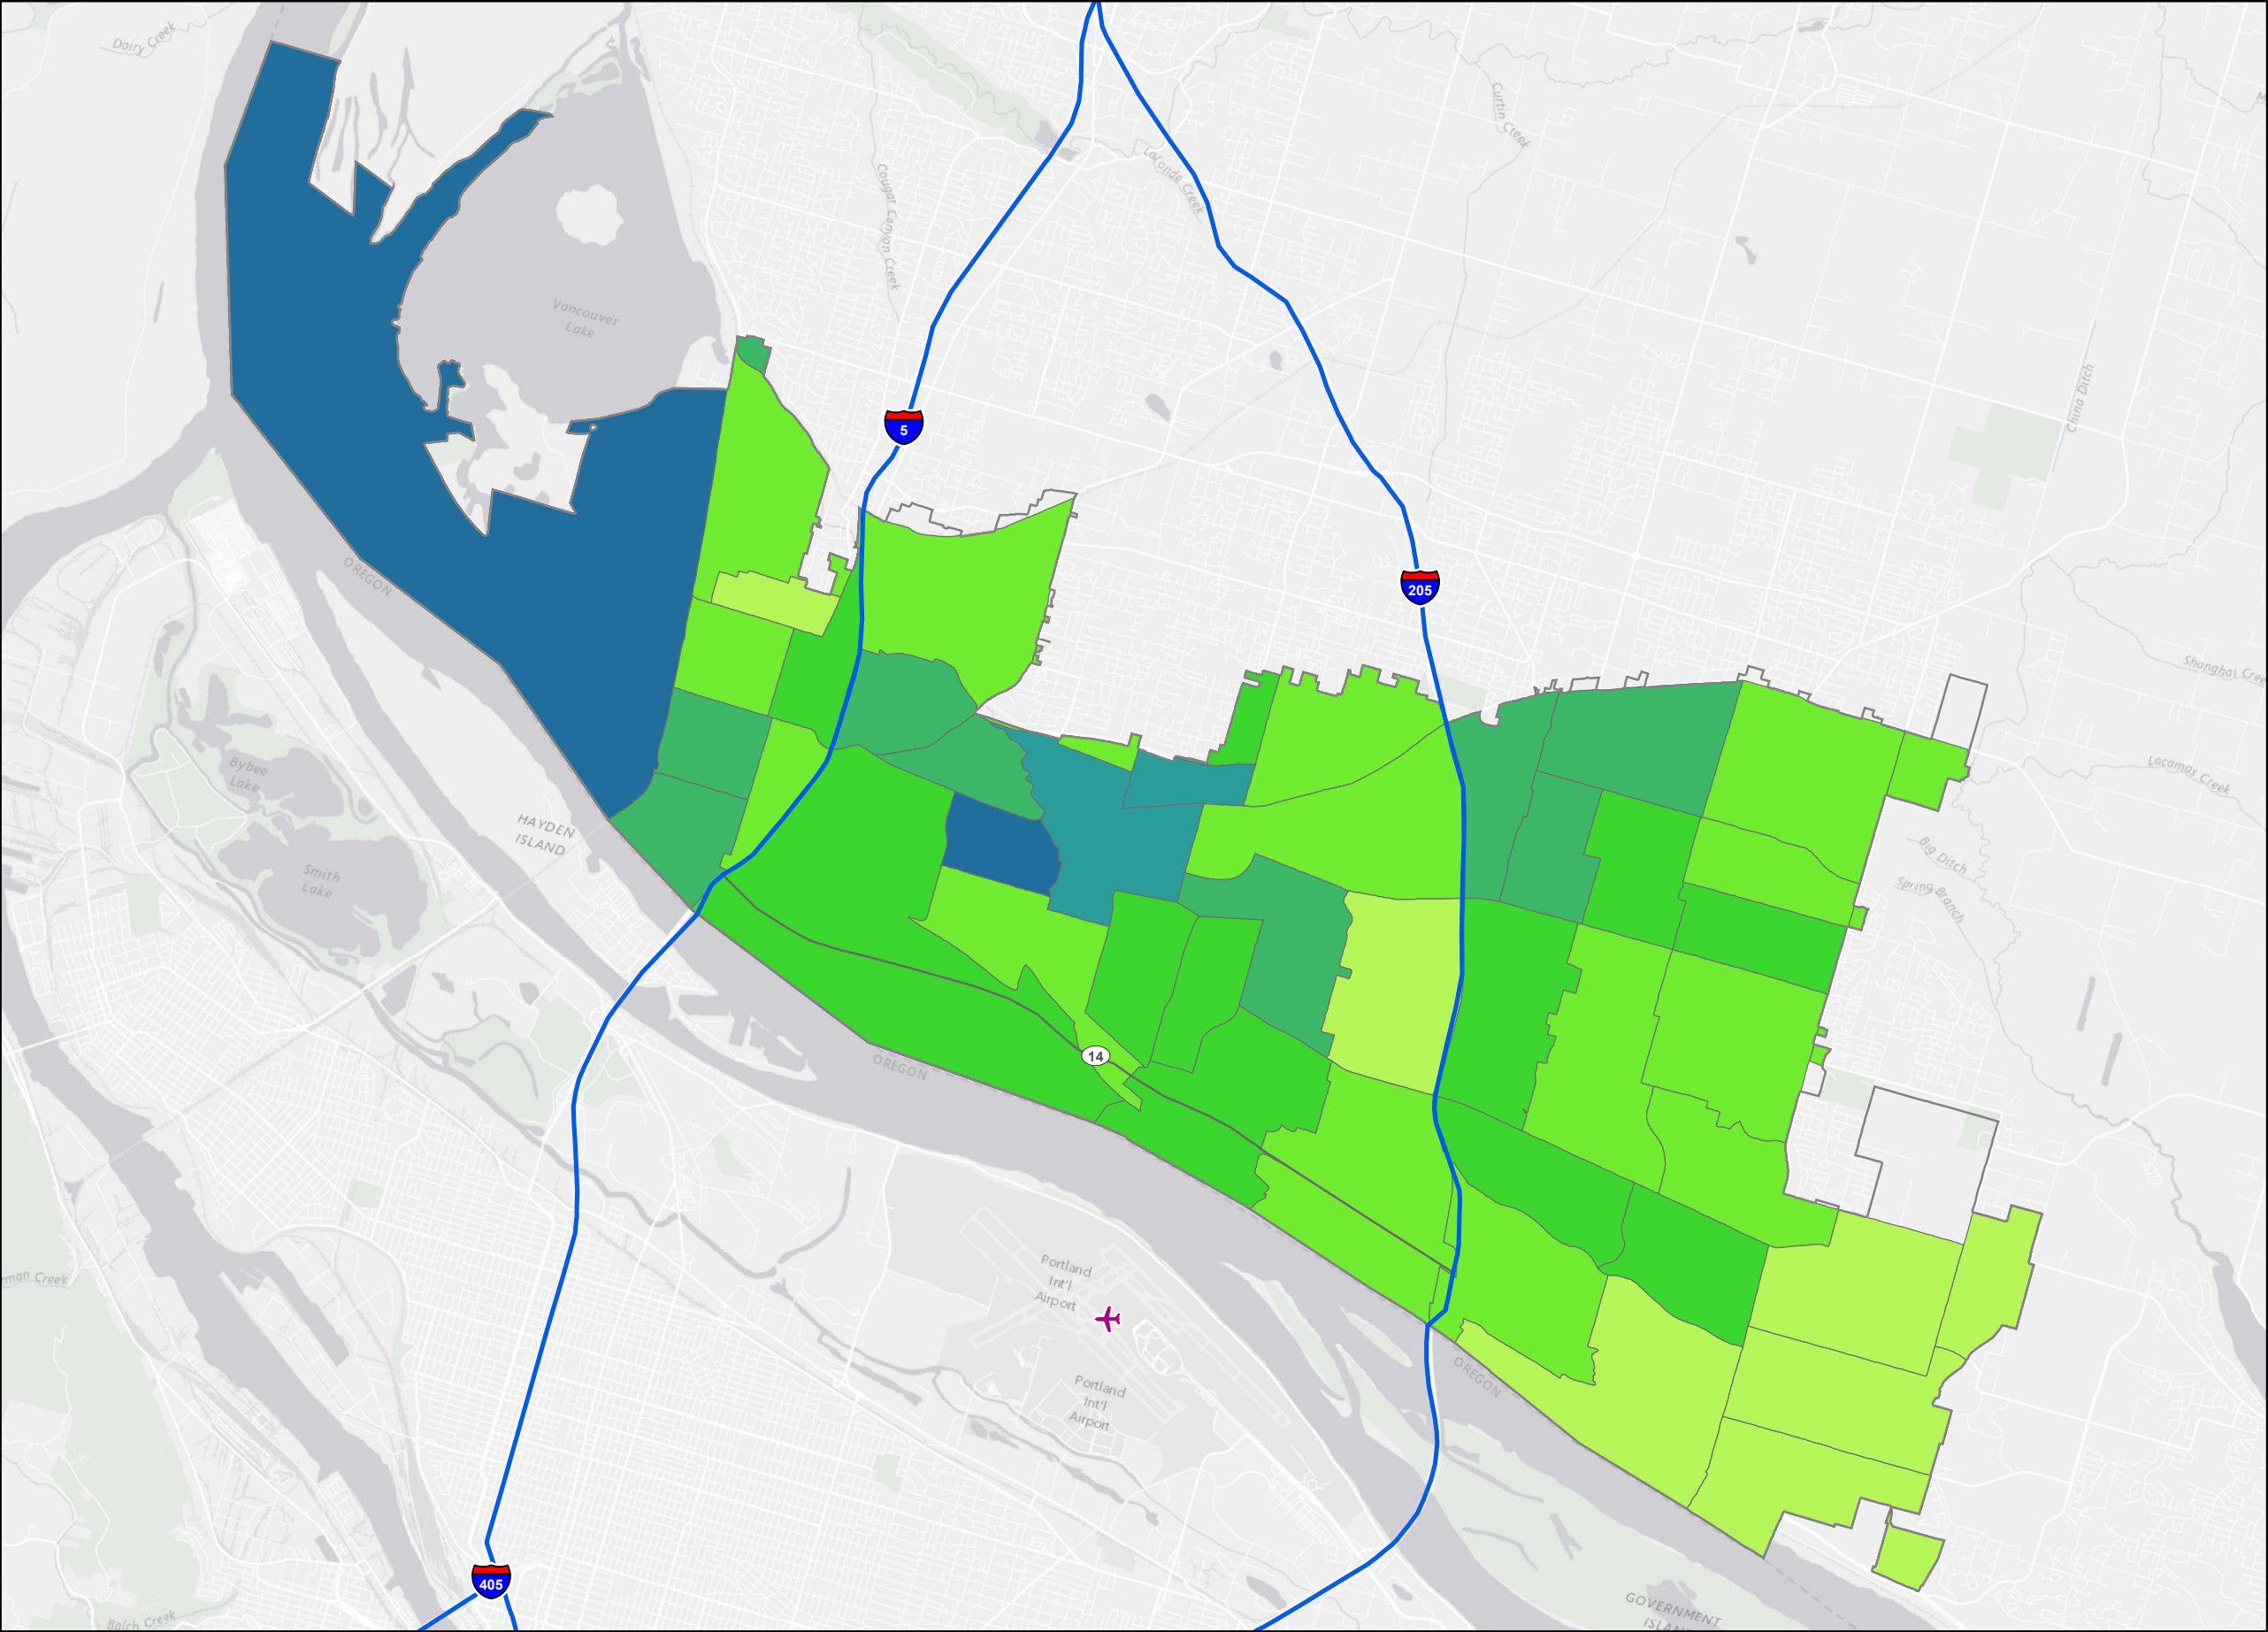 Dairy Creek
Curtin Creek
LaLonde Creek
Cougar Canyon Creek
Vancouver
Lake
China Ditch
5
205
OREGON
Shanghai Cree
Lacamas Creek
Bybee
Lake
HAYDEN
ISLAND
Big Ditch
Smith
Lake
Spring Branch
14
OREGON
Portland
Int'l
Airport
rman Creek
OREGON
Portland
Int'l
Airport
405
Balch Creek
GOVERNMENT
ISLAN